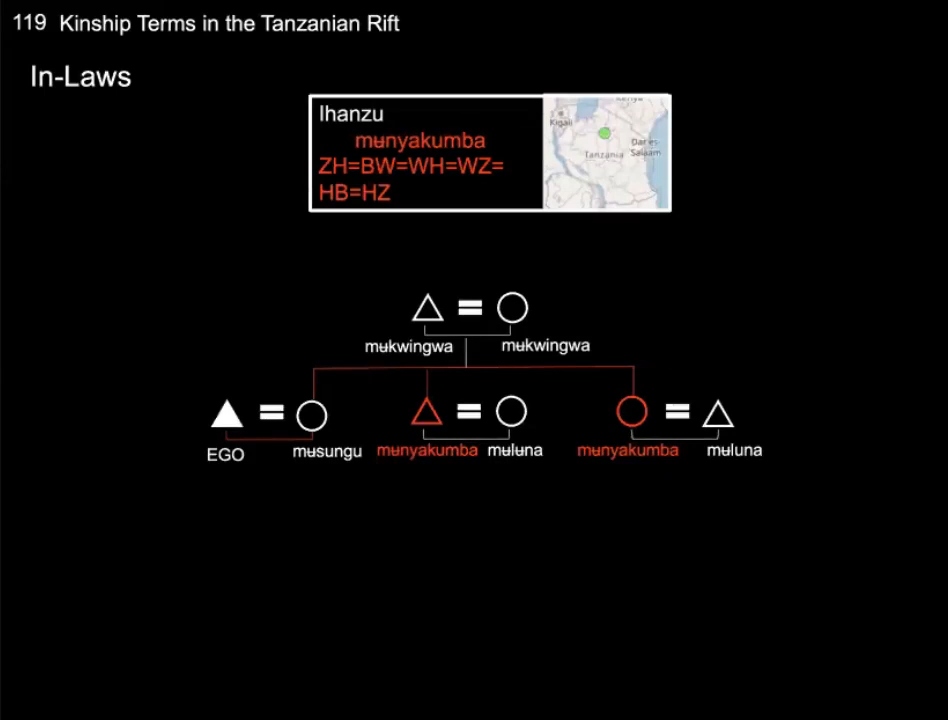 119 Kinship Terms in the Tanzanian Rift
In-Laws
Ihanzu
mʉnyakumba
ZH=BW=WH=WZ=
HB=HZ
Kigali
Dar es
Tanzania Salaam
mʉkwingwa mʉkwingwa
EGO mʉsungu mʉnyakumba mʉlʉna mʉnyakumba mʉluna